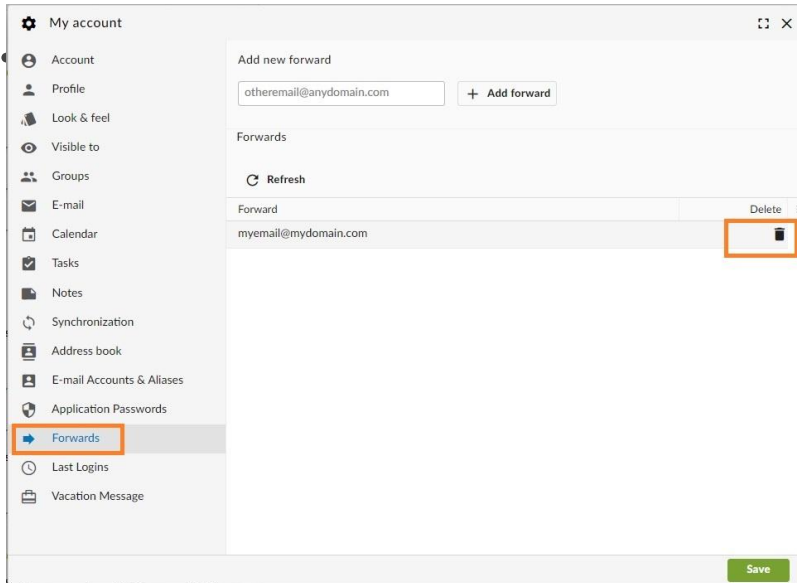 My account
Account
Profile
Look & feel
Visible to
Groups
E-mail
Calendar
Tasks
Notes
Synchronization
Address book
E-mail Accounts & Aliases
Application Passwords
Forwards
Last Logins
Vacation Message
Add new forward
otheremail@anydomain.com
+ Add forward
Forwards
Refresh
Forward Delete
myemail@mydomain.com
Save